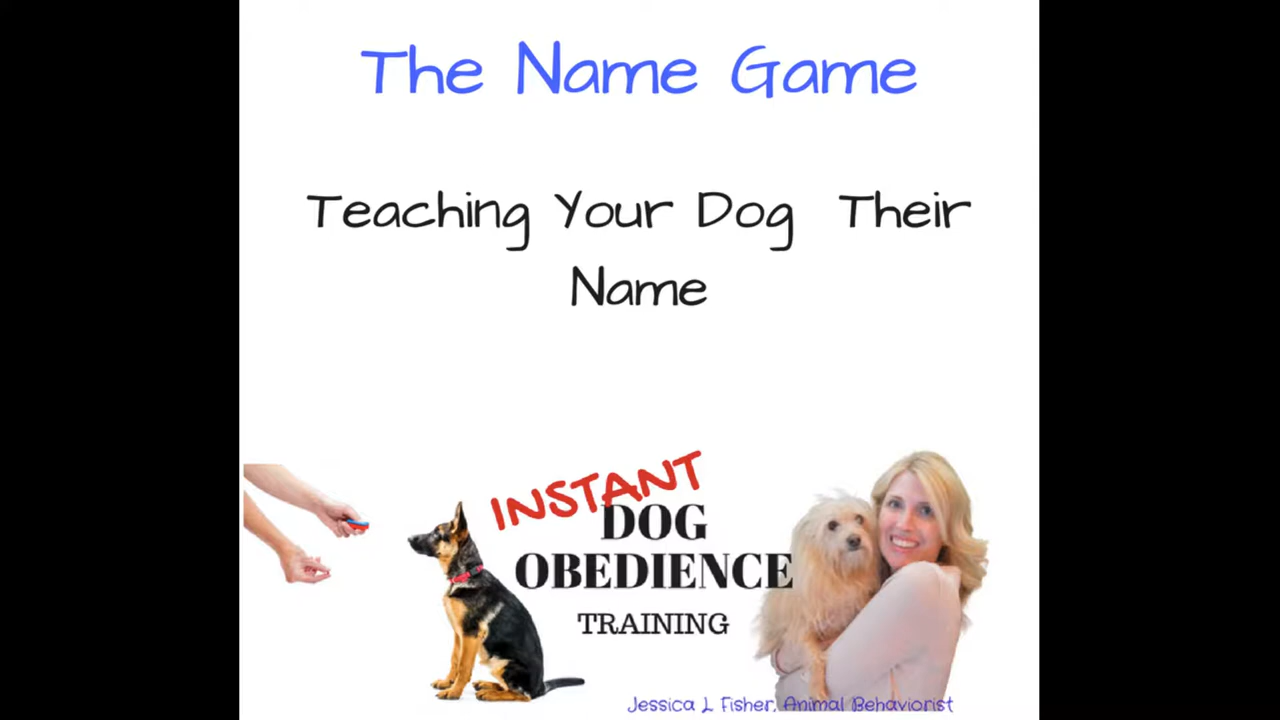 The Name Game
Teaching Your Dog Their
Name
INSTANT
DOG
OBEDIENCE
TRAINING
Jessica L Fisher, Animal Behaviorist